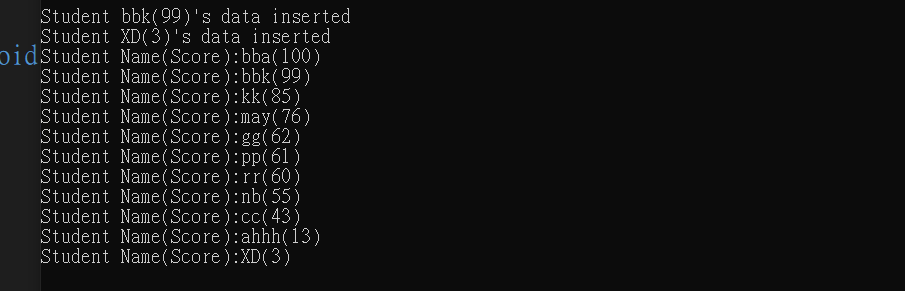 Student bbk(99)'s data inserted
Student XD(3)'s data inserted
oid
Student Name(Score):bba(100)
Student Name(Score):bbk(99)
Student Name(Score):kk(85)
Student Name(Score):may(76)
Student Name(Score):gg(62)
Student Name(Score):pp(61)
Student Name(Score):rr(60)
Student Name(Score):nb(55)
Student Name(Score):cc(43)
Student Name(Score):ahhh(13)
Student Name(Score):XD(3)